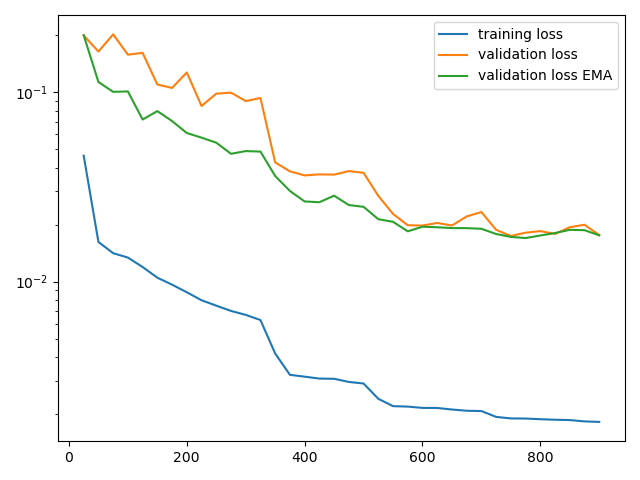 training loss
validation loss
validation loss EMA
10⁻¹
10⁻²
0 200 400 600 800